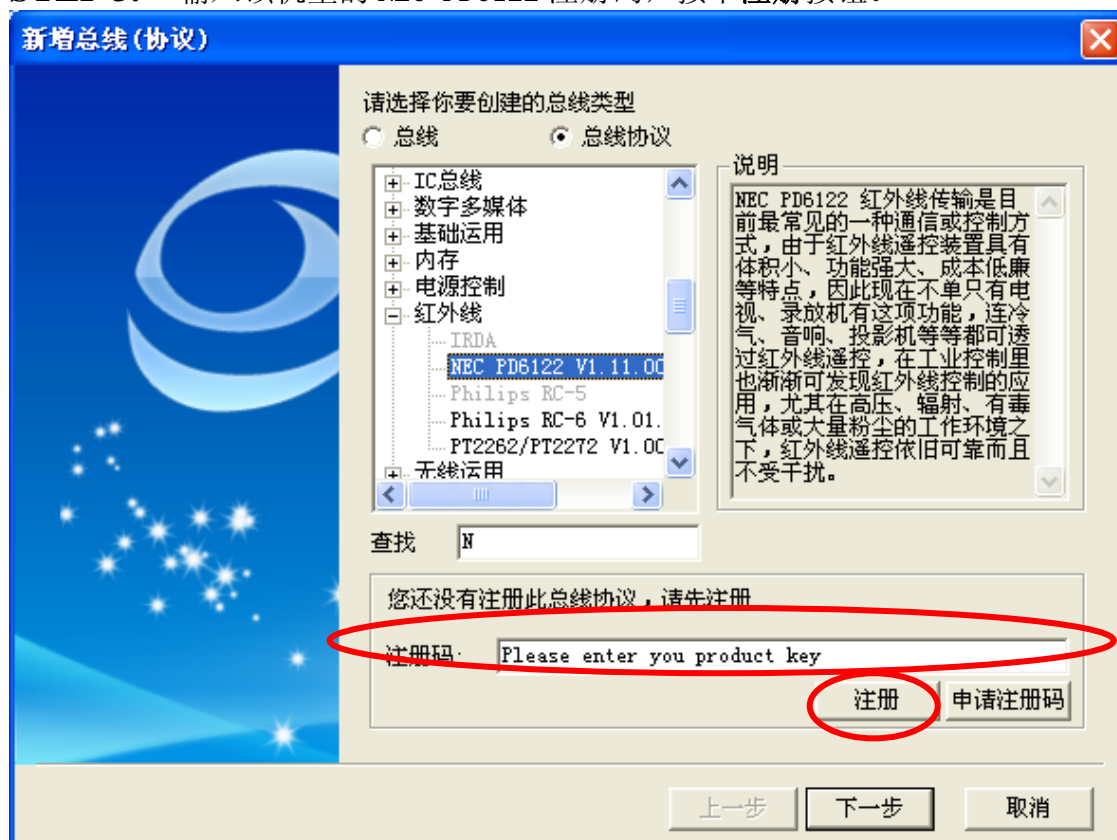 新增总线(协议)
请选择你要创建的总线类型
总线 总线协议
IC总线
数字多媒体
基础运用
内存
电源控制
红外线
IRDA
NEC PD6122 V1.11.00
Philips RC-5
Philips RC-6 V1.01.
PT2262/PT2272 V1.00
无线运用
说明
NEC PD6122 红外线传输是目
前最常见的一种通信或控制方
式，由于红外线遥控装置具有
体积小、功能强大、成本低廉
等特点，因此现在不单只有电
视、录放机有这项功能，连冷
气、音响、投影机等等都可透
过红外线遥控，在工业控制里
也渐渐可发现红外线控制的应
用，尤其在高压、辐射、有毒
气体或大量粉尘的工作环境之
下，红外线遥控依旧可靠而且
不受干扰。
查找 N
您还没有注册此总线协议，请先注册
注册码: Please enter you product key
注册 申请注册码
上一步 下一步 取消